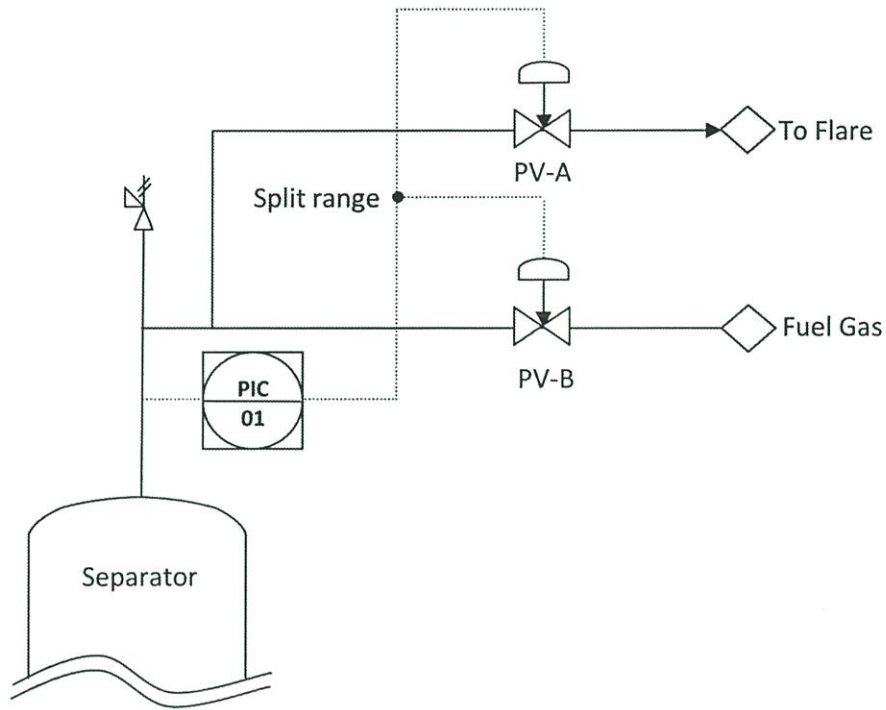 To Flare
PV-A
Split range
Fuel Gas
PV-B
PIC
01
Separator